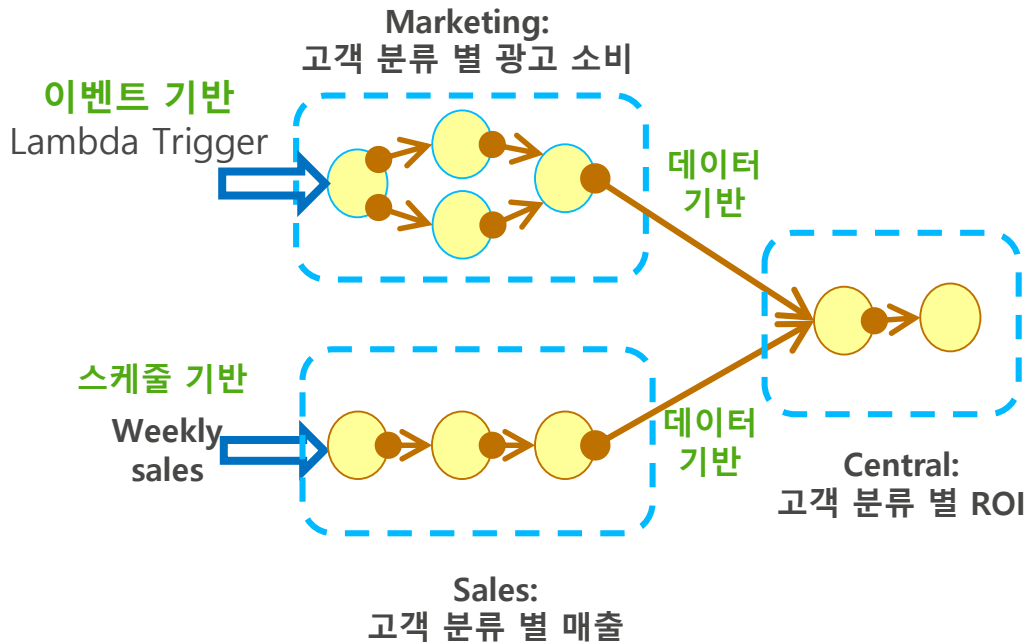 Marketing:
고객 분류 별 광고 소비
이벤트 기반
Lambda Trigger
데이터
기반
스케줄 기반
Weekly
sales
데이터
기반
Central:
고객 분류 별 ROI
Sales:
고객 분류 별 매출